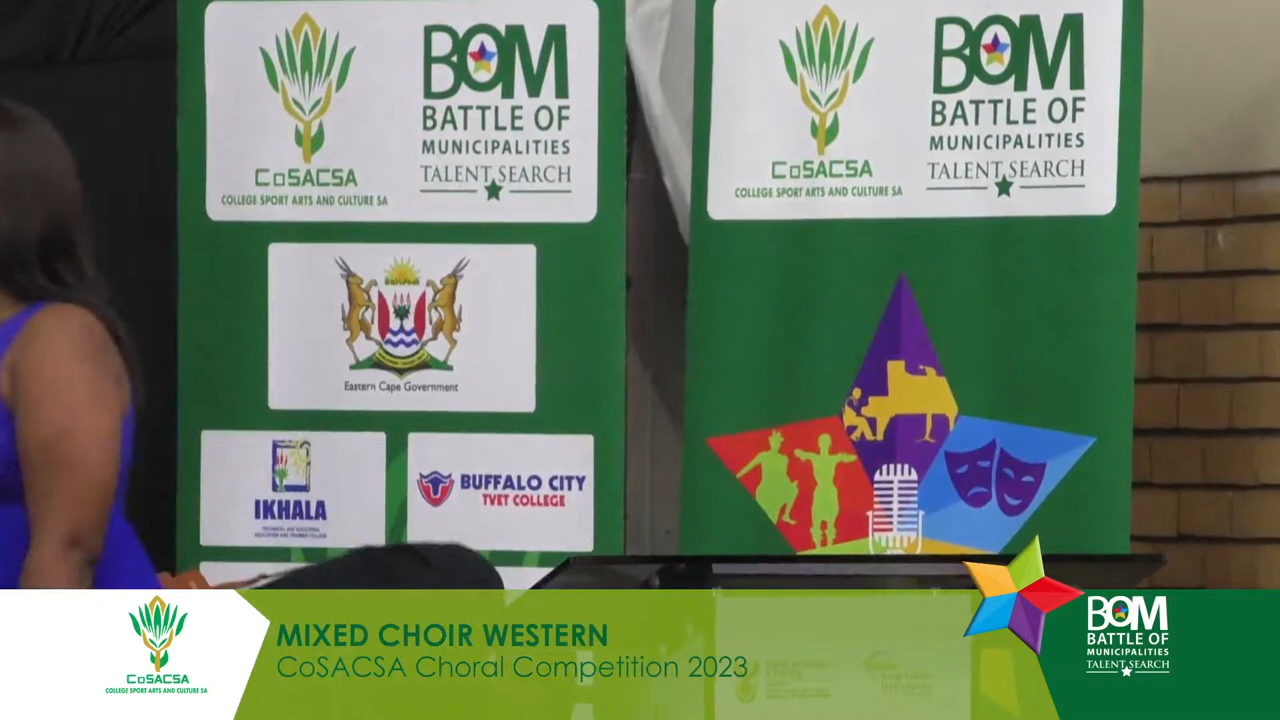 BOM
BATTLE OF
MUNICIPALITIES
TALENT SEARCH
CoSACSA
COLLEGE SPORT ARTS AND CULTURE SA
BOM
BATTLE OF
MUNICIPALITIES
TALENT SEARCH
CoSACSA
COLLEGE SPORT ARTS AND CULTURE SA
Eastern Cape Government
IKHALA
BUFFALO CITY
TVET COLLEGE
MIXED CHOIR WESTERN
CoSACSA Choral Competition 2023
CoSACSA
COLLEGE SPORT ARTS AND CULTURE SA
BOM
BATTLE OF
MUNICIPALITIES
TALENT SEARCH